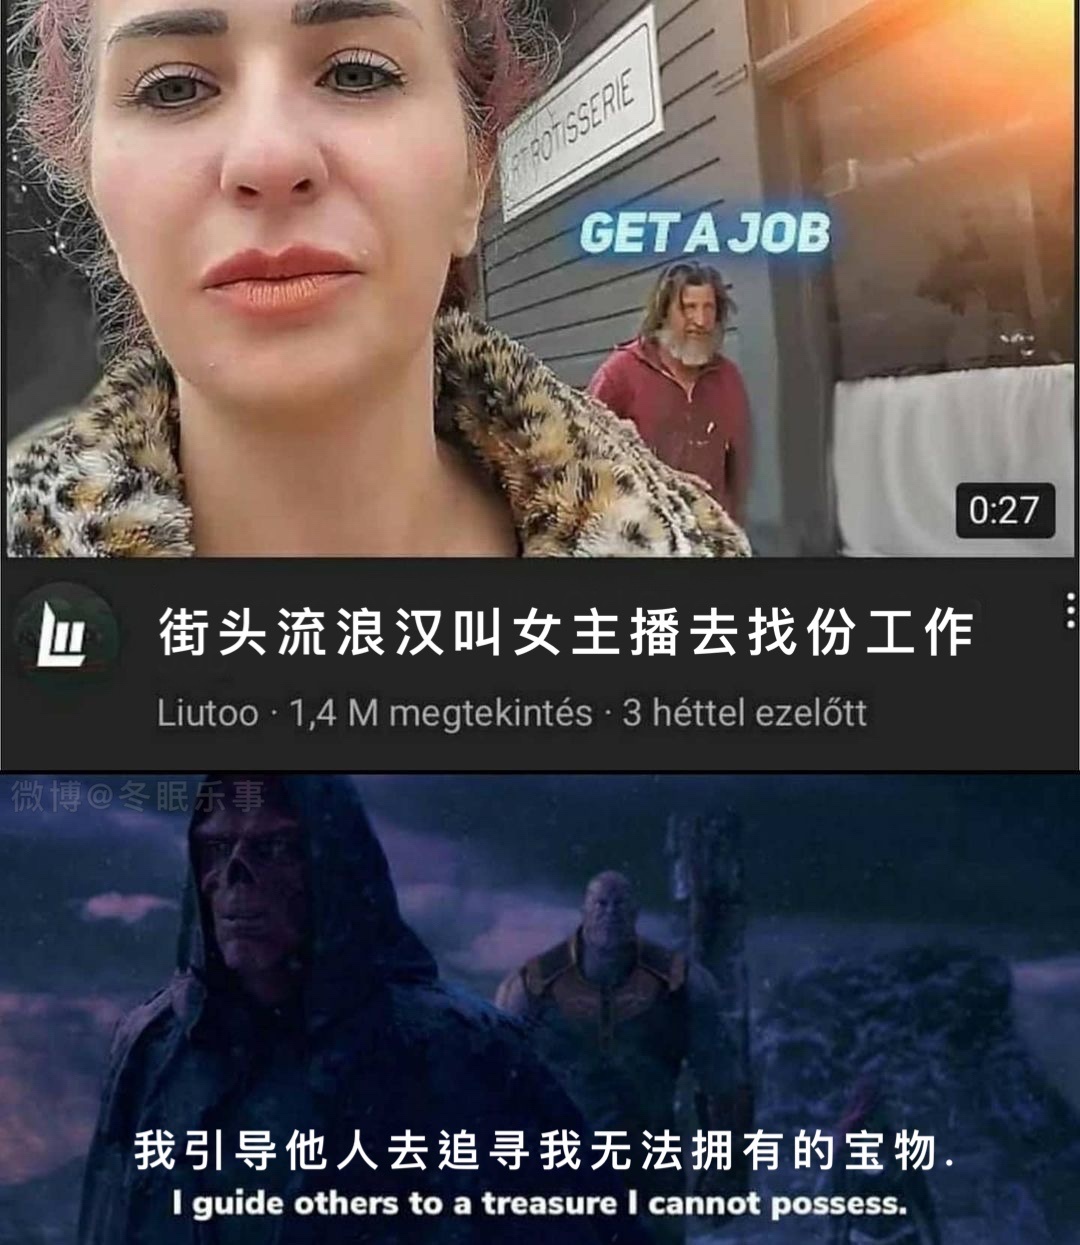 ROTISSERIE
GET A JOB
0:27
街头流浪汉叫女主播去找份工作
Liutoo · 1,4 M megtekintés · 3 héttel ezelőtt
微博@冬眠乐事
我引导他人去追寻我无法拥有的宝物.
I guide others to a treasure I cannot possess.